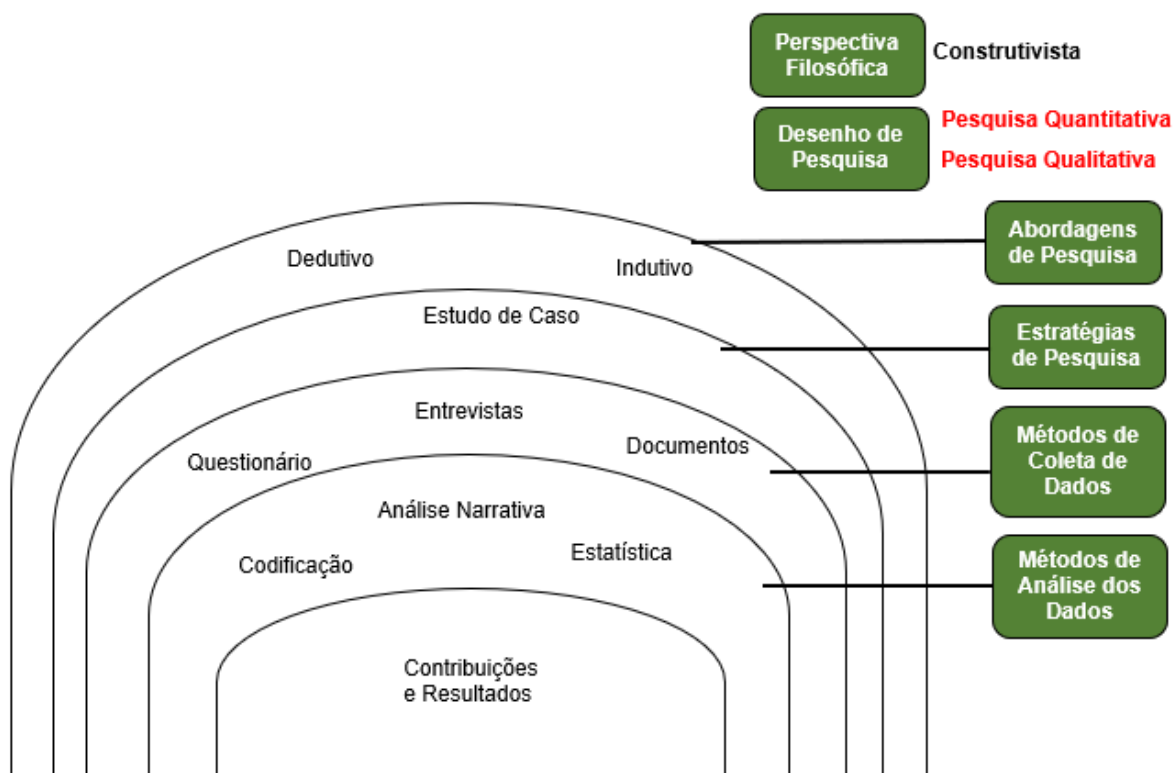 Perspectiva
Filosófica
Construtivista
Desenho de
Pesquisa
Pesquisa Quantitativa
Pesquisa Qualitativa
Abordagens
de Pesquisa
Dedutivo
Indutivo
Estudo de Caso
Estratégias
de Pesquisa
Entrevistas
Documentos
Questionário
Métodos de
Coleta de
Dados
Análise Narrativa
Estatística
Codificação
Métodos de
Análise dos
Dados
Contribuições
e Resultados